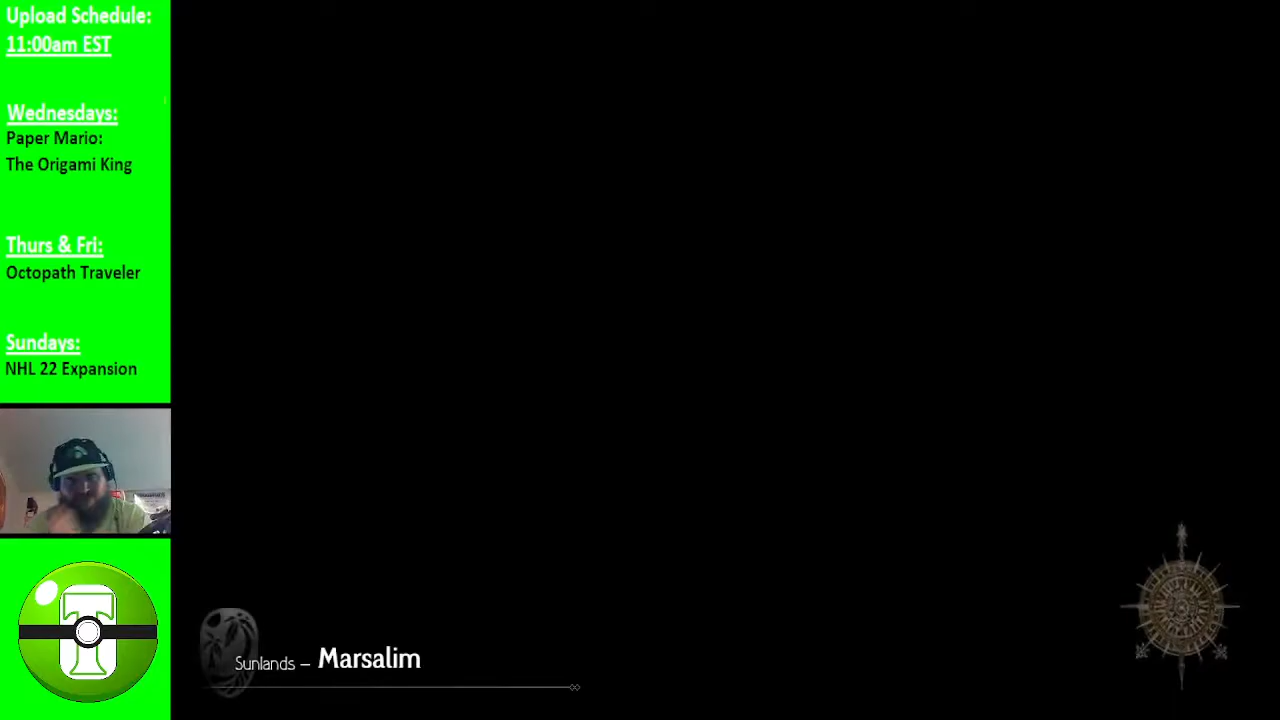 Upload Schedule:
11:00am EST
Wednesdays:
Paper Mario:
The Origami King
Thurs & Fri:
Octopath Traveler
Sundays:
NHL 22 Expansion
T
Sunlands – Marsalim